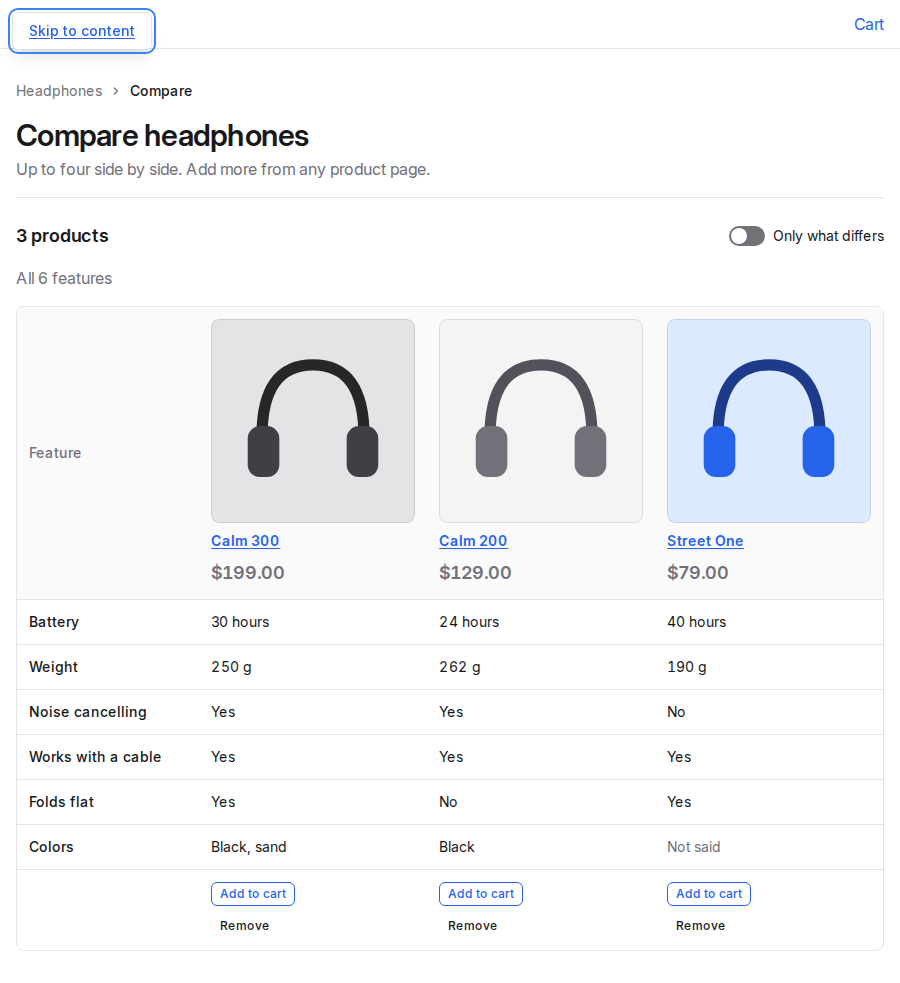 Skip to content
Cart
Headphones > Compare
Compare headphones
Up to four side by side. Add more from any product page.
3 products
Only what differs
All 6 features
Feature
Calm 300
$199.00
Calm 200
$129.00
Street One
$79.00
Battery 30 hours 24 hours 40 hours
Weight 250 g 262 g 190 g
Noise cancelling Yes Yes No
Works with a cable Yes Yes Yes
Folds flat Yes No Yes
Colors Black, sand Black Not said
Add to cart Add to cart Add to cart
Remove Remove Remove